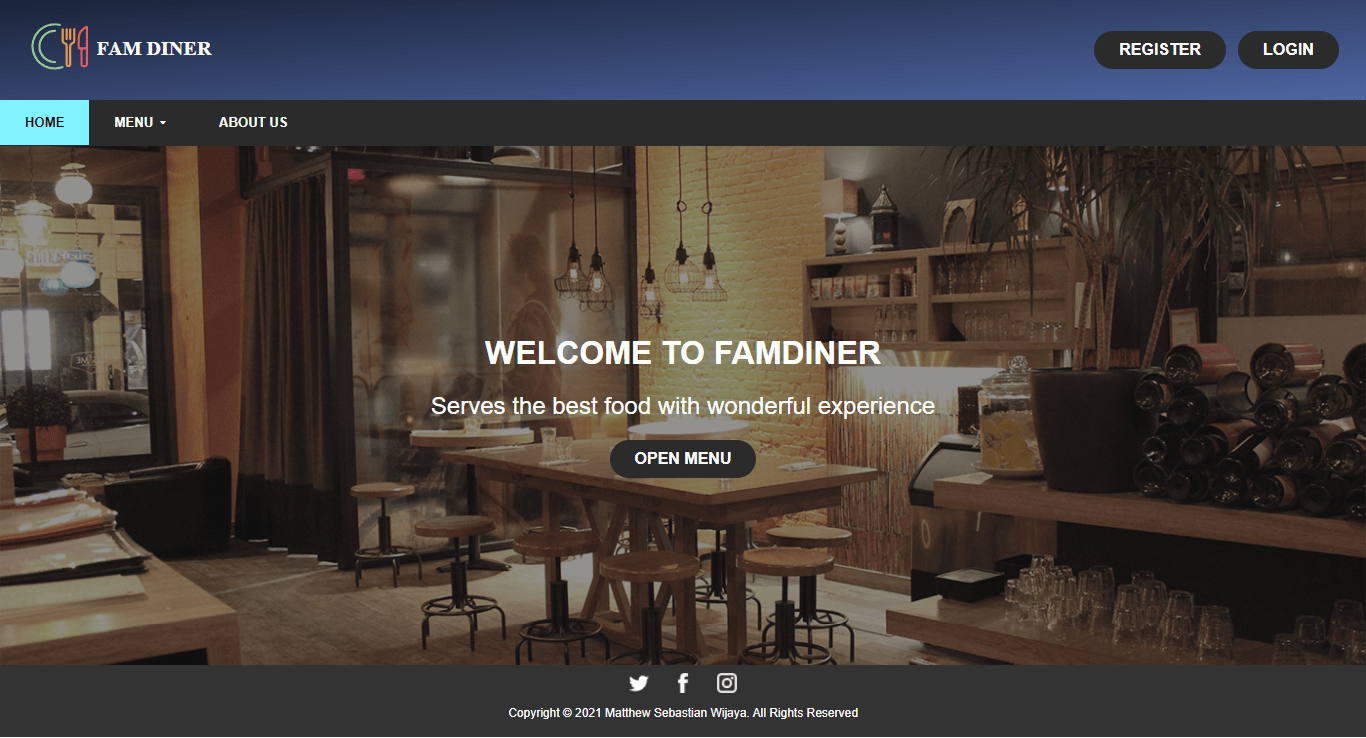 FAM DINER
REGISTER
LOGIN
HOME
MENU
ABOUT US
WELCOME TO FAMDINER
Serves the best food with wonderful experience
OPEN MENU
Copyright © 2021 Matthew Sebastian Wijaya. All Rights Reserved